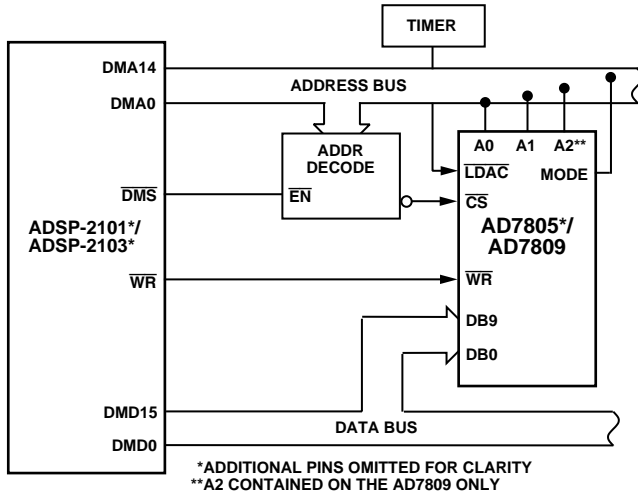 TIMER
DMA14
ADDRESS BUS
DMA0
ADDR
DECODE
A0 A1 A2**
LDAC
MODE
DMS
EN
CS
ADSP-2101*/
ADSP-2103*
AD7805*/
AD7809
WR
WR
DB9
DB0
DMD15
DATA BUS
DMD0
*ADDITIONAL PINS OMITTED FOR CLARITY
**A2 CONTAINED ON THE AD7809 ONLY